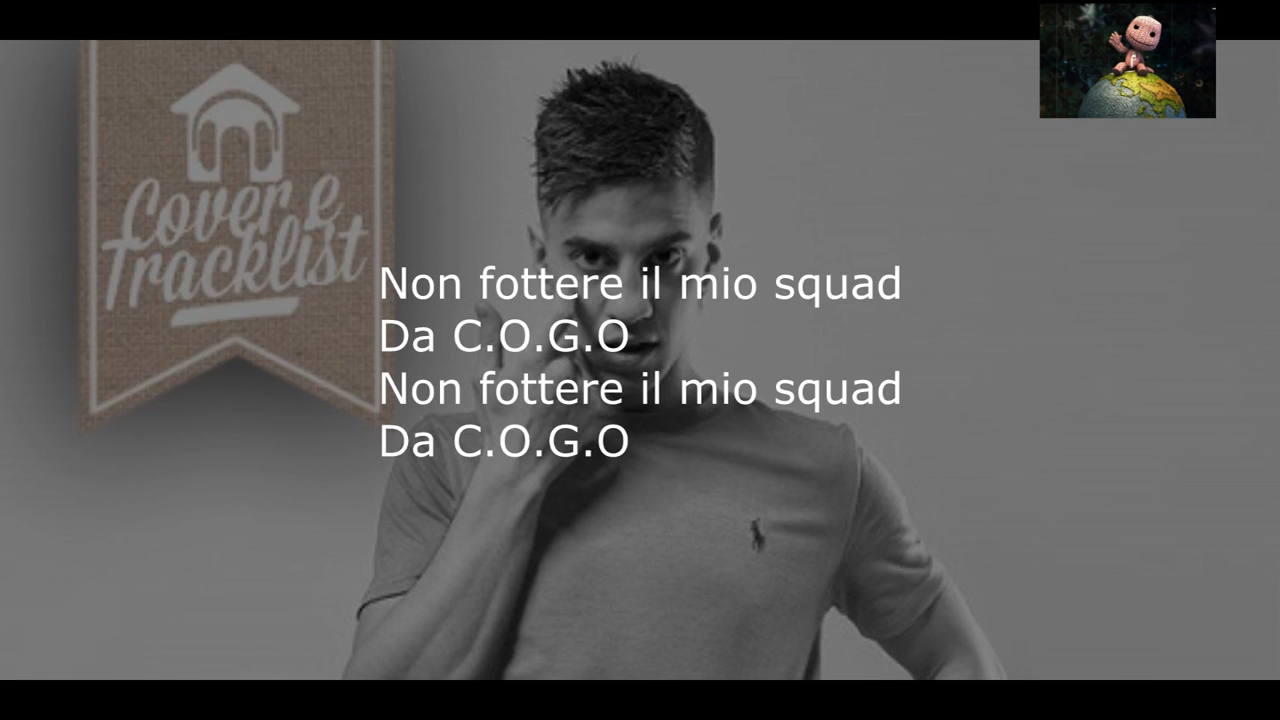 Cover e
Tracklist
Non fottere il mio squad
Da C.O.G.O
Non fottere il mio squad
Da C.O.G.O